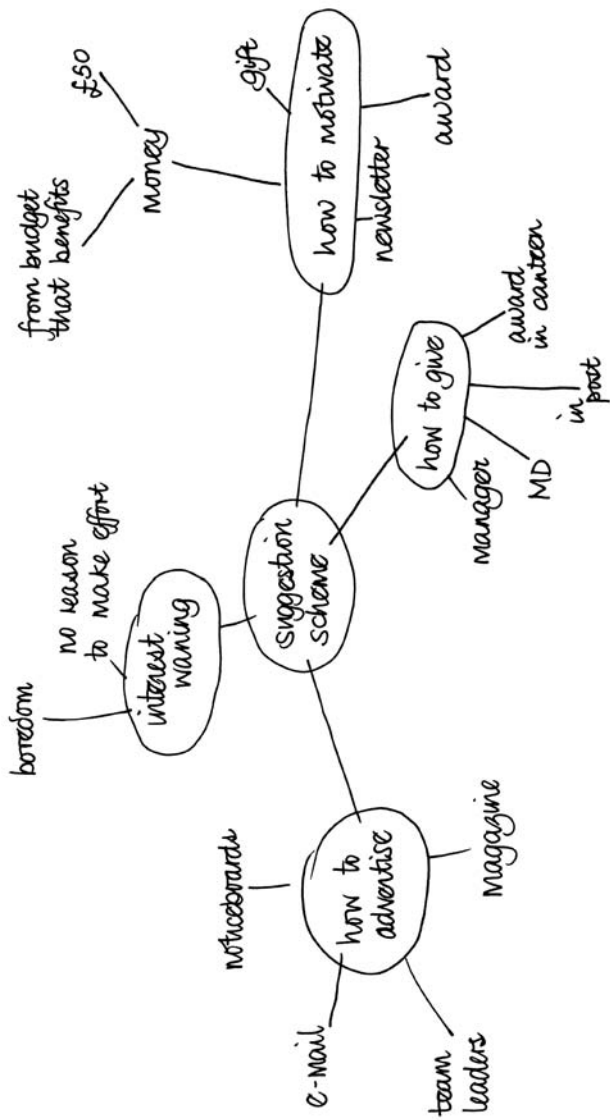 boredom
no reason
to make effort
interest
waning
from budget
that benefits
£50
money
gift
how to motivate
newsletter
award
suggestion
scheme
noticeboards
e-mail
how to
advertise
team
leaders
magazine
how to give
manager
MD
in
post
award
in canteen